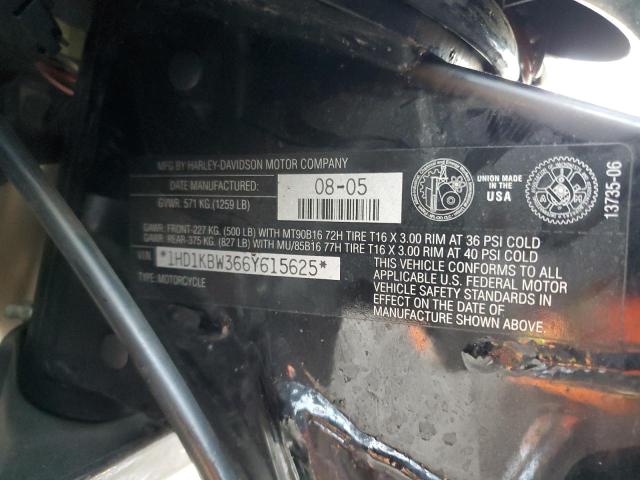 MFG BY HARLEY-DAVIDSON MOTOR COMPANY
DATE MANUFACTURED: 08-05
GVWR: 571 KG. (1259 LB)
UNION MADE
IN THE
USA
13735-06
GAWR: FRONT-227 KG. (500 LB) WITH MT90B16 72H TIRE T16 X 3.00 RIM AT 36 PSI COLD
GAWR: REAR-375 KG. (827 LB) WITH MU/85B16 77H TIRE T16 X 3.00 RIM AT 40 PSI COLD
VIN *1HD1KBW366Y615625*
TYPE: MOTORCYCLE
THIS VEHICLE CONFORMS TO ALL
APPLICABLE U.S. FEDERAL MOTOR
VEHICLE SAFETY STANDARDS IN
EFFECT ON THE DATE OF
MANUFACTURE SHOWN ABOVE.